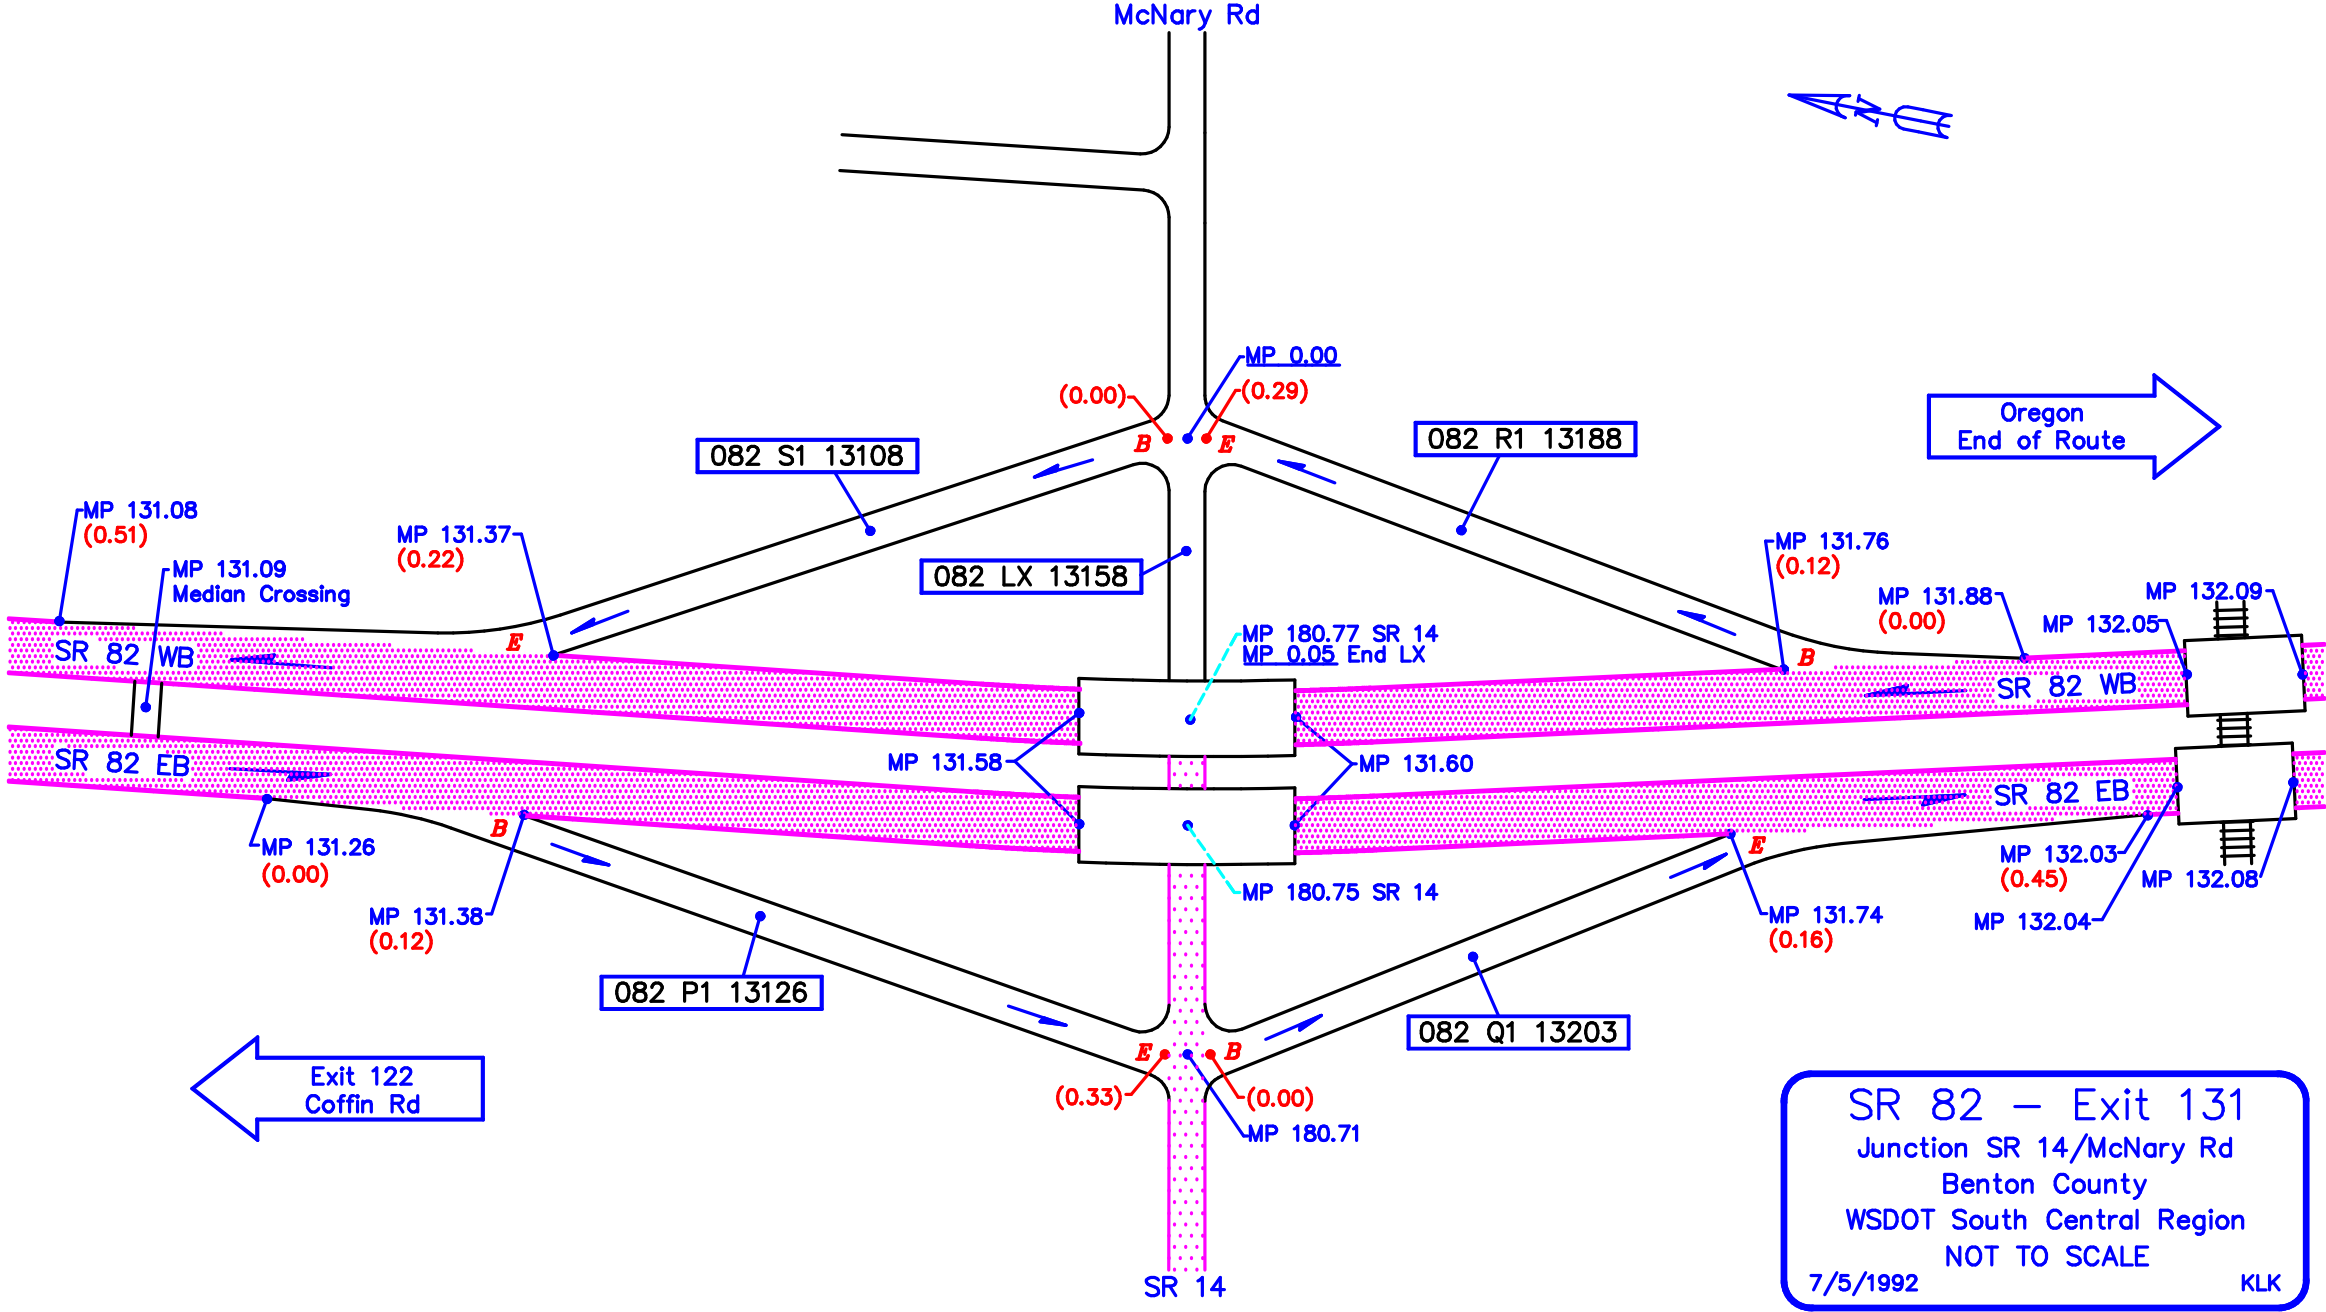 McNary Rd
N
MP 0.00
(0.00)
(0.29)
B
E
082 S1 13108
082 R1 13188
Oregon
End of Route
MP 131.08
(0.51)
MP 131.37
(0.22)
MP 131.09
Median Crossing
082 LX 13158
MP 131.76
(0.12)
MP 131.88
(0.00)
MP 132.09
MP 132.05
E
B
SR 82 WB
MP 180.77 SR 14
MP 0.05 End LX
SR 82 WB
SR 82 EB
MP 131.58
MP 131.60
SR 82 EB
B
E
MP 131.26
(0.00)
MP 131.38
(0.12)
MP 180.75 SR 14
MP 131.74
(0.16)
MP 132.03
(0.45)
MP 132.08
MP 132.04
082 P1 13126
082 Q1 13203
E
B
(0.33)
(0.00)
MP 180.71
Exit 122
Coffin Rd
SR 14
SR 82 – Exit 131
Junction SR 14/McNary Rd
Benton County
WSDOT South Central Region
NOT TO SCALE
7/5/1992 KLK